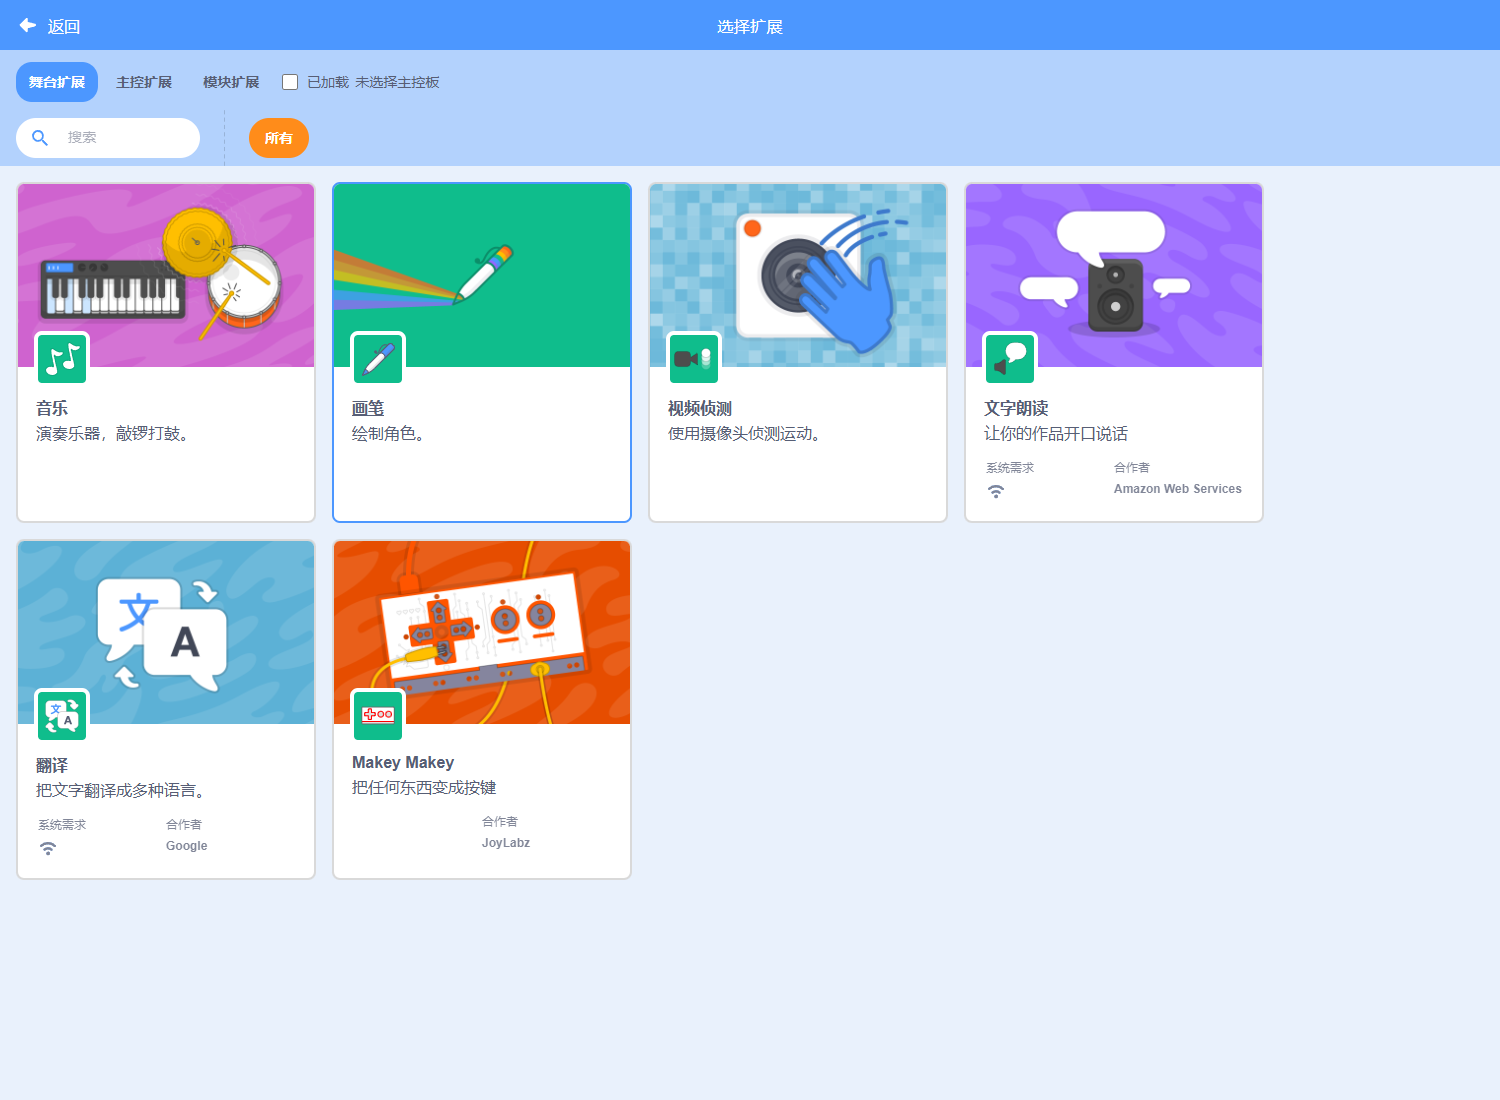 返回
选择扩展
舞台扩展 主控扩展 模块扩展 已加载 未选择主控板
搜索 所有
音乐
演奏乐器，敲锣打鼓。
画笔
绘制角色。
视频侦测
使用摄像头侦测运动。
文字朗读
让你的作品开口说话
系统需求 合作者
Amazon Web Services
文
A
文
A
翻译
把文字翻译成多种语言。
系统需求 合作者
Google
Makey Makey
把任何东西变成按键
合作者
JoyLabz